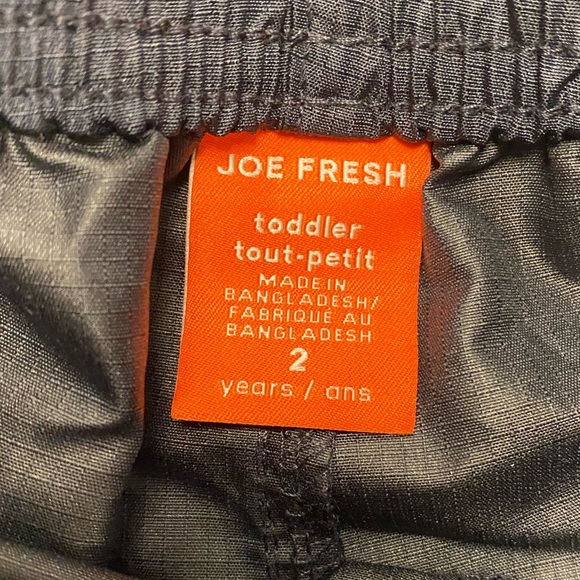 JOE FRESH
toddler
tout-petit
MADE IN
BANGLADESH/
FABRIQUÉ AU
BANGLADESH
2
years / ans